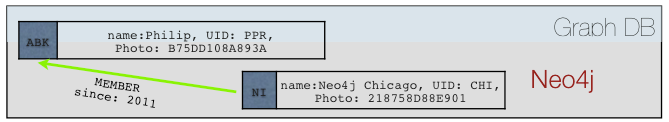 Graph DB
ABK
name:Philip, UID: PPR,
Photo: B75DD108A893A
MEMBER
since: 2011
NI
name:Neo4j Chicago, UID: CHI,
Photo: 218758D88E901
Neo4j